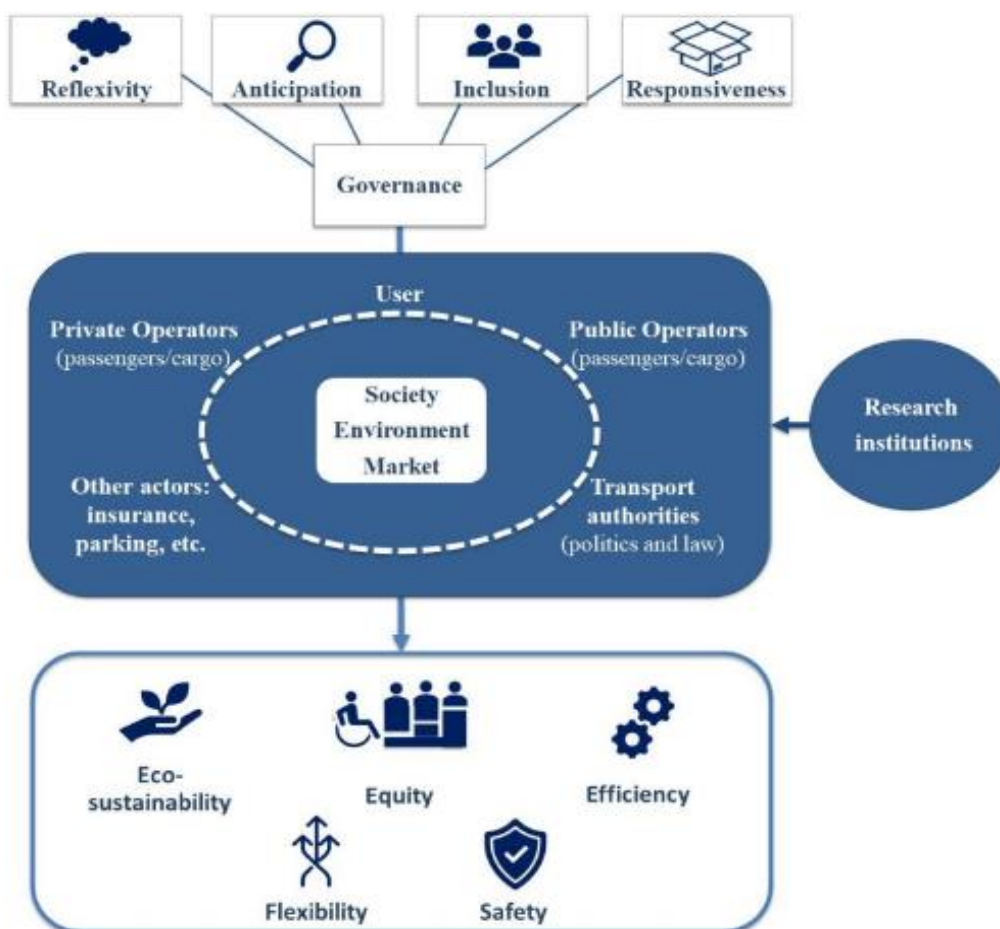 Reflexivity
Anticipation
Inclusion
Responsiveness
Governance
User
Private Operators
(passengers/cargo)
Public Operators
(passengers/cargo)
Society
Environment
Market
Research
institutions
Other actors:
insurance,
parking, etc.
Transport
authorities
(politics and law)
Eco-
sustainability
Equity
Efficiency
Flexibility
Safety